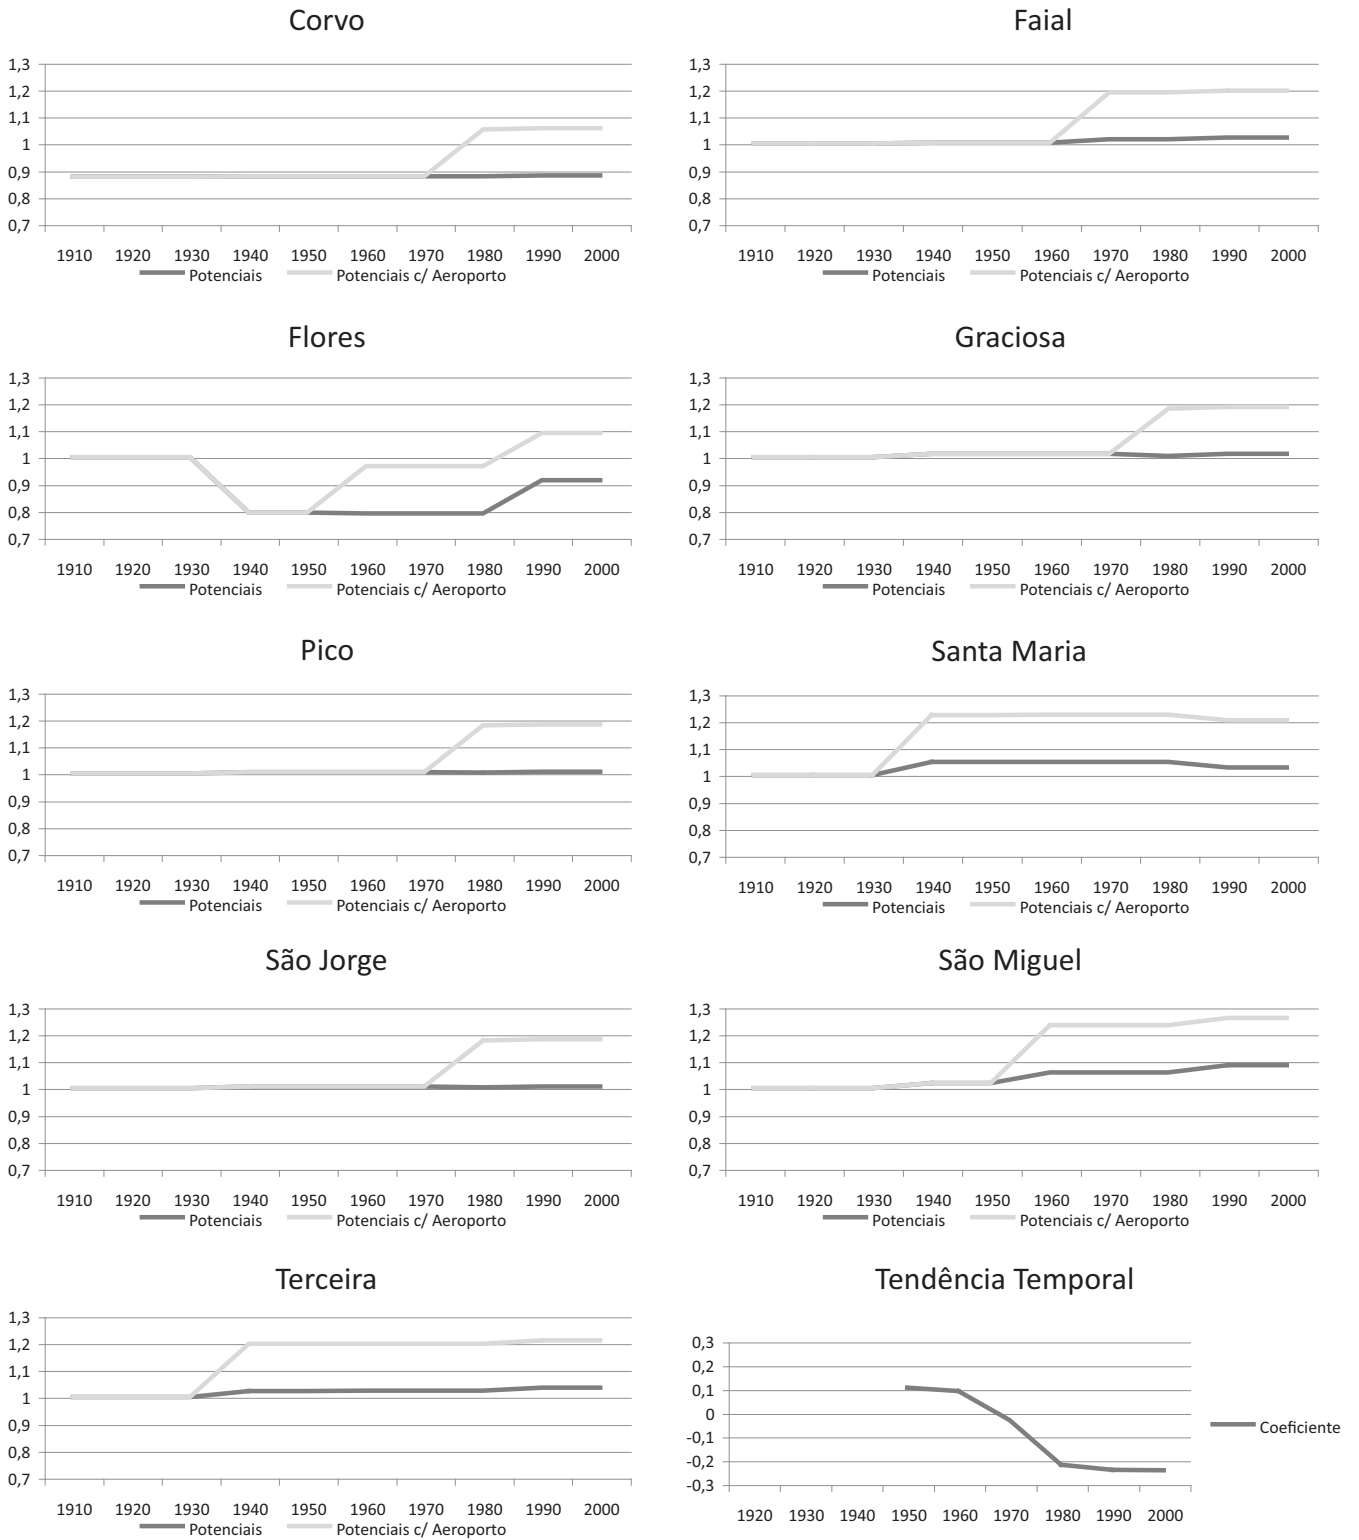 Corvo
1,3
1,2
1,1
1
0,9
0,8
0,7
1910 1920 1930 1940 1950 1960 1970 1980 1990 2000
Potenciais Potenciais c/ Aeroporto
Faial
1,3
1,2
1,1
1
0,9
0,8
0,7
1910 1920 1930 1940 1950 1960 1970 1980 1990 2000
Potenciais Potenciais c/ Aeroporto
Flores
1,3
1,2
1,1
1
0,9
0,8
0,7
1910 1920 1930 1940 1950 1960 1970 1980 1990 2000
Potenciais Potenciais c/ Aeroporto
Graciosa
1,3
1,2
1,1
1
0,9
0,8
0,7
1910 1920 1930 1940 1950 1960 1970 1980 1990 2000
Potenciais Potenciais c/ Aeroporto
Pico
1,3
1,2
1,1
1
0,9
0,8
0,7
1910 1920 1930 1940 1950 1960 1970 1980 1990 2000
Potenciais Potenciais c/ Aeroporto
Santa Maria
1,3
1,2
1,1
1
0,9
0,8
0,7
1910 1920 1930 1940 1950 1960 1970 1980 1990 2000
Potenciais Potenciais c/ Aeroporto
São Jorge
1,3
1,2
1,1
1
0,9
0,8
0,7
1910 1920 1930 1940 1950 1960 1970 1980 1990 2000
Potenciais Potenciais c/ Aeroporto
São Miguel
1,3
1,2
1,1
1
0,9
0,8
0,7
1910 1920 1930 1940 1950 1960 1970 1980 1990 2000
Potenciais Potenciais c/ Aeroporto
Terceira
1,3
1,2
1,1
1
0,9
0,8
0,7
1910 1920 1930 1940 1950 1960 1970 1980 1990 2000
Potenciais Potenciais c/ Aeroporto
Tendência Temporal
0,3
0,2
0,1
0
-0,1
-0,2
-0,3
1920 1930 1940 1950 1960 1970 1980 1990 2000
Coeficiente